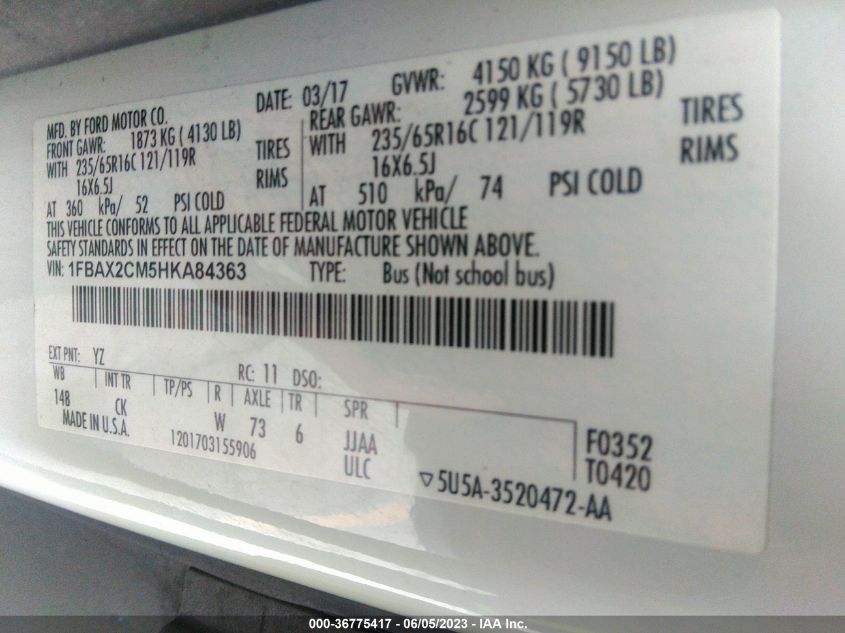 MFD. BY FORD MOTOR CO. DATE: 03/17 GVWR: 4150 KG ( 9150 LB)
FRONT GAWR: 1873 KG ( 4130 LB) REAR GAWR: 2599 KG ( 5730 LB)
WITH 235/65R16C 121/119R TIRES WITH 235/65R16C 121/119R TIRES
16X6.5J RIMS 16X6.5J RIMS
AT 360 kPa/ 52 PSI COLD AT 510 kPa/ 74 PSI COLD
THIS VEHICLE CONFORMS TO ALL APPLICABLE FEDERAL MOTOR VEHICLE
SAFETY STANDARDS IN EFFECT ON THE DATE OF MANUFACTURE SHOWN ABOVE.
VIN: 1FBAX2CM5HKA84363 TYPE: Bus (Not school bus)
EXT PNT: YZ RC: 11 DSO:
WB INT TR TP/PS R AXLE TR SPR
148 CK W 73 6 JJAA F0352
MADE IN U.S.A. 1201703155906 ULC T0420
▽5U5A-3520472-AA
000-36775417 - 06/05/2023 - IAA Inc.